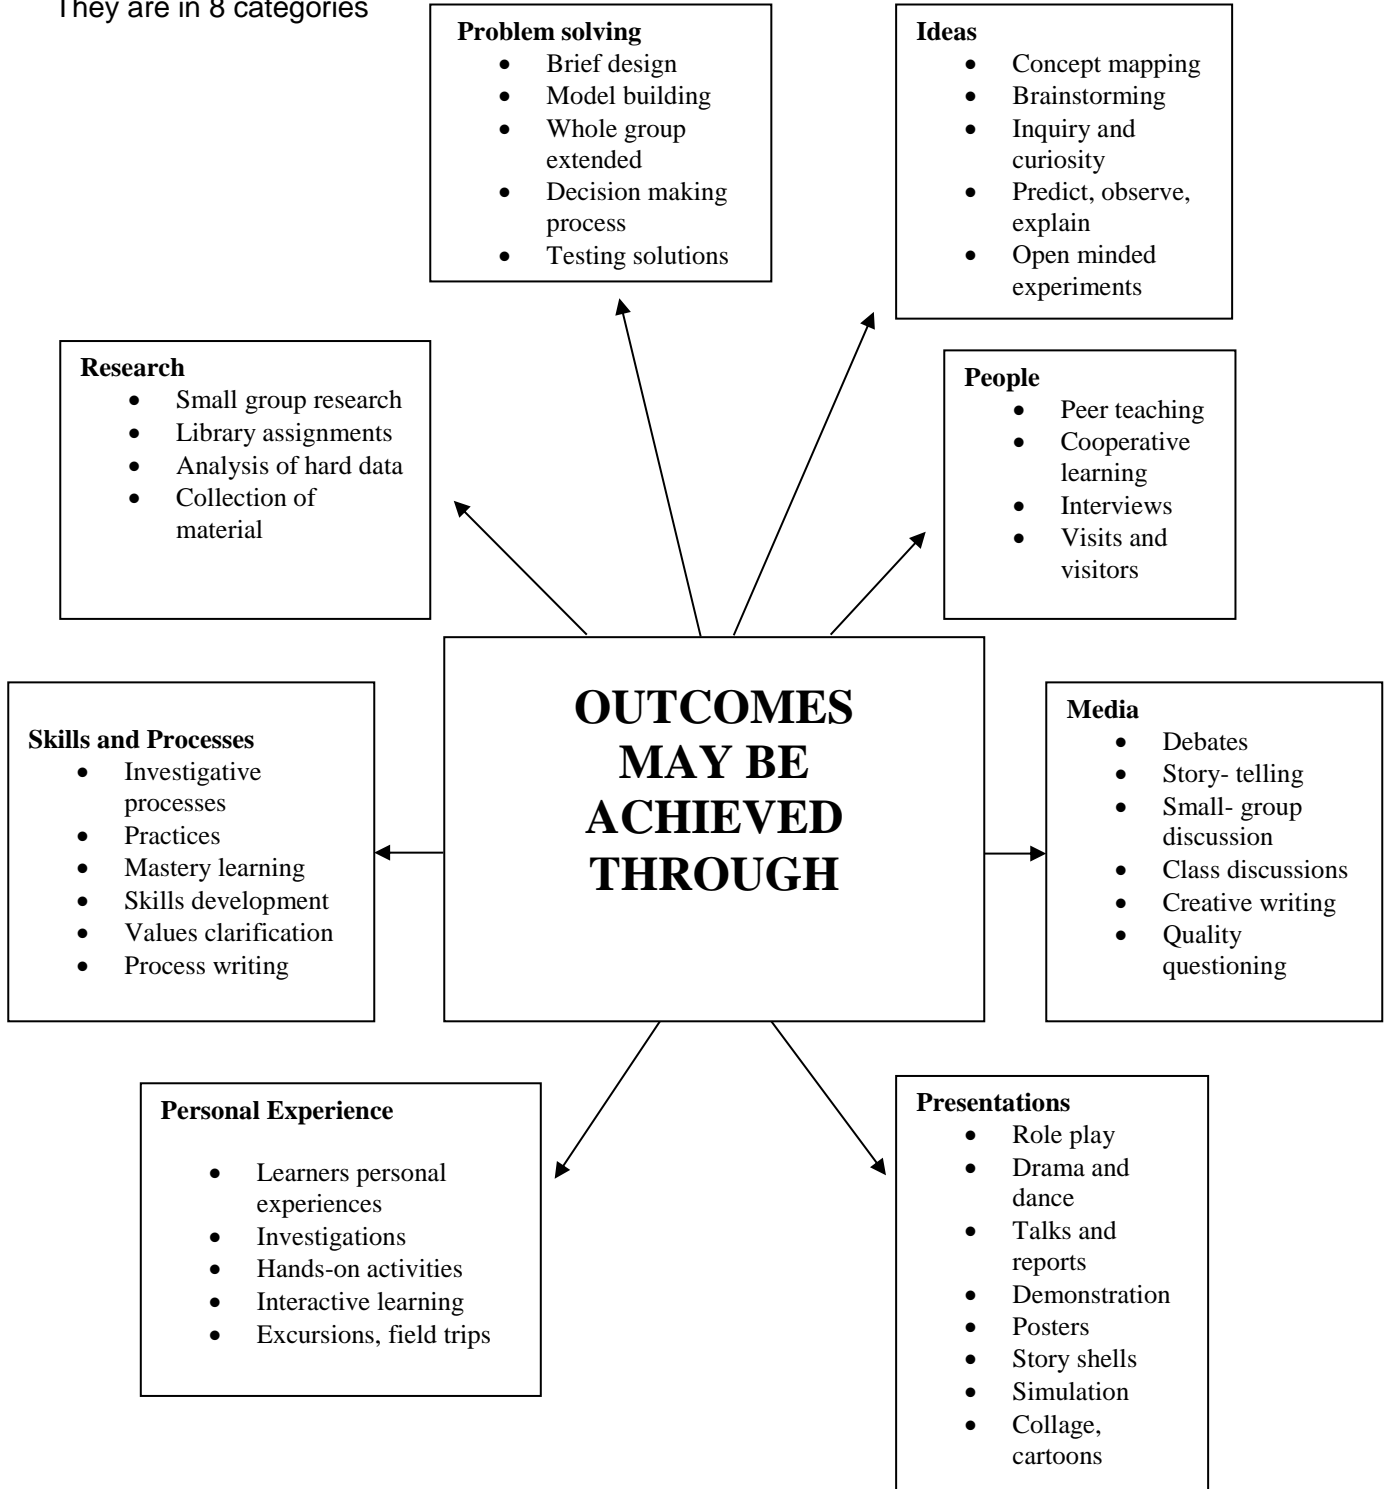 They are in 8 categories
Problem solving
• Brief design
• Model building
• Whole group
extended
• Decision making
process
• Testing solutions
Ideas
• Concept mapping
• Brainstorming
• Inquiry and
curiosity
• Predict, observe,
explain
• Open minded
experiments
Research
• Small group research
• Library assignments
• Analysis of hard data
• Collection of
material
People
• Peer teaching
• Cooperative
learning
• Interviews
• Visits and
visitors
OUTCOMES
MAY BE
ACHIEVED
THROUGH
Skills and Processes
• Investigative
processes
• Practices
• Mastery learning
• Skills development
• Values clarification
• Process writing
Media
• Debates
• Story- telling
• Small- group
discussion
• Class discussions
• Creative writing
• Quality
questioning
Personal Experience
• Learners personal
experiences
• Investigations
• Hands-on activities
• Interactive learning
• Excursions, field trips
Presentations
• Role play
• Drama and
dance
• Talks and
reports
• Demonstration
• Posters
• Story shells
• Simulation
• Collage,
cartoons